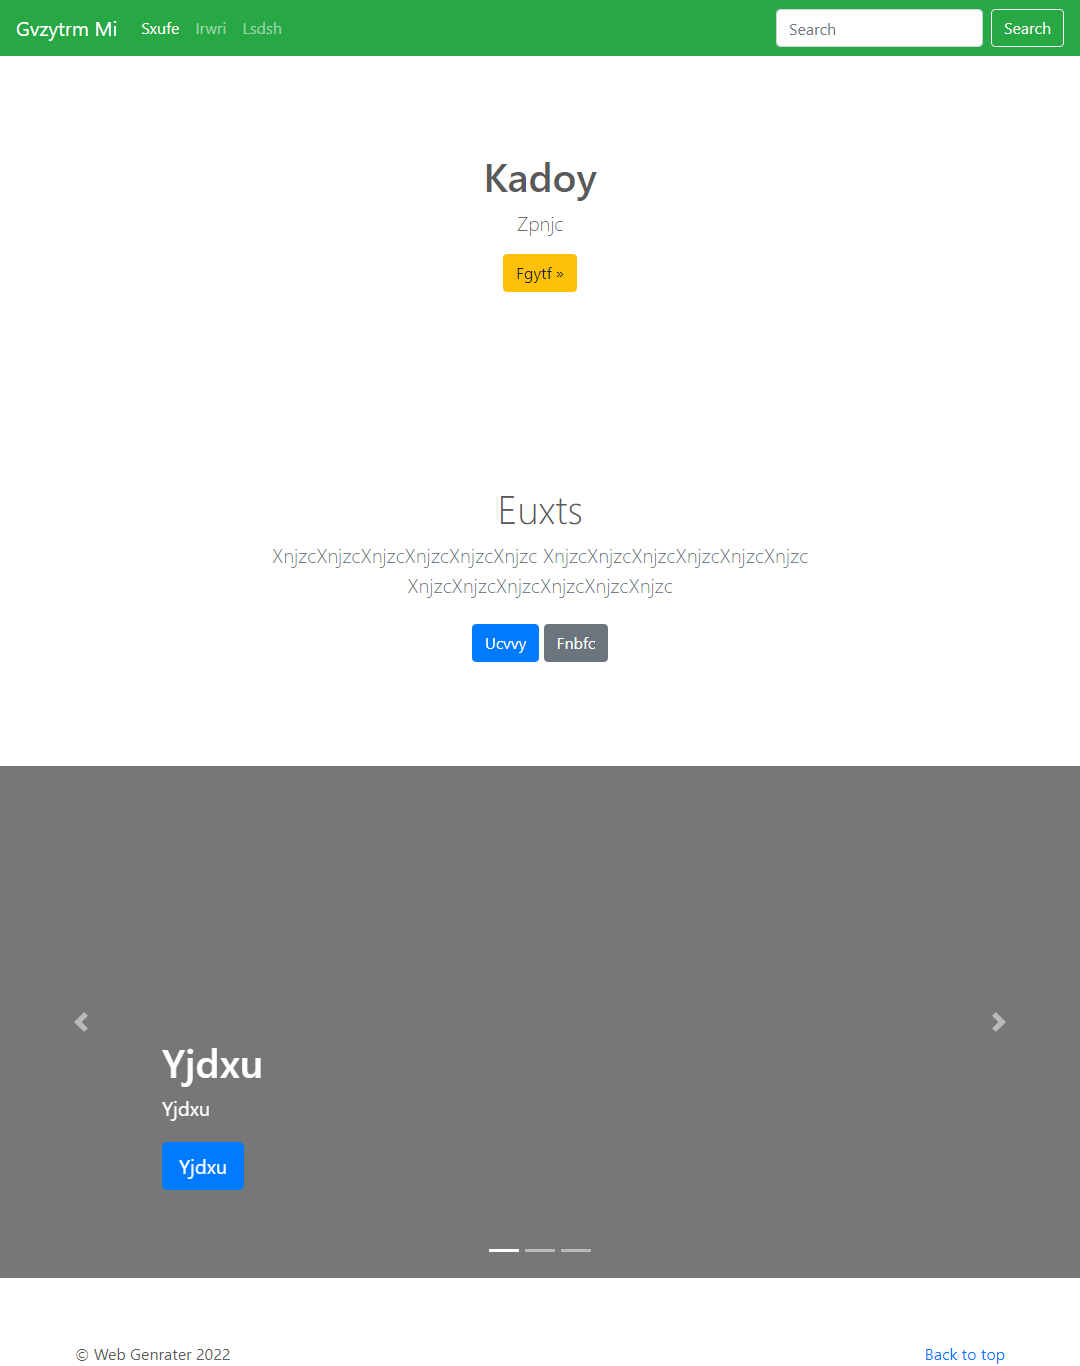 Gvzytrm Mi Sxufe Irwri Lsdsh Search Search
Kadoy
Zpnjc
Fgytf »
Euxts
XnjzcXnjzcXnjzcXnjzcXnjzcXnjzc XnjzcXnjzcXnjzcXnjzcXnjzcXnjzc
XnjzcXnjzcXnjzcXnjzcXnjzcXnjzc
Ucvvy Fnbfc
Yjdxu
Yjdxu
Yjdxu
© Web Genrater 2022 Back to top